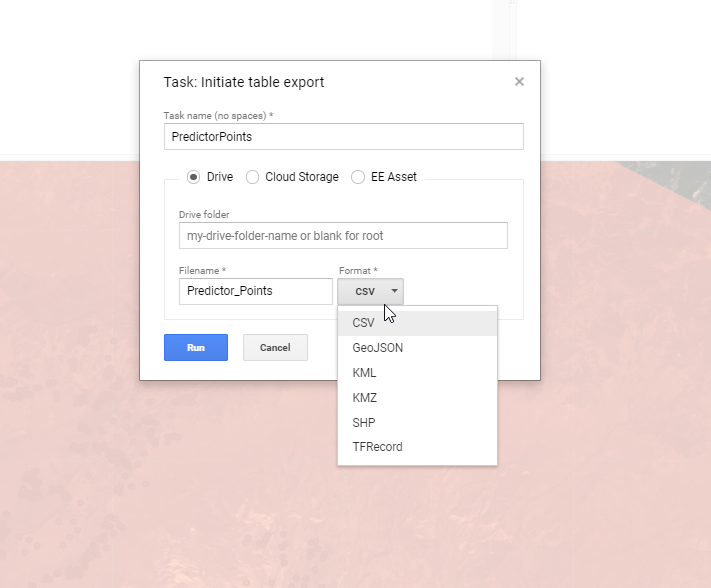 Task: Initiate table export
Task name (no spaces) *
PredictorPoints
Drive Cloud Storage EE Asset
Drive folder
my-drive-folder-name or blank for root
Filename * Format *
Predictor_Points CSV
CSV
GeoJSON
KML
KMZ
SHP
TFRecord
Run Cancel